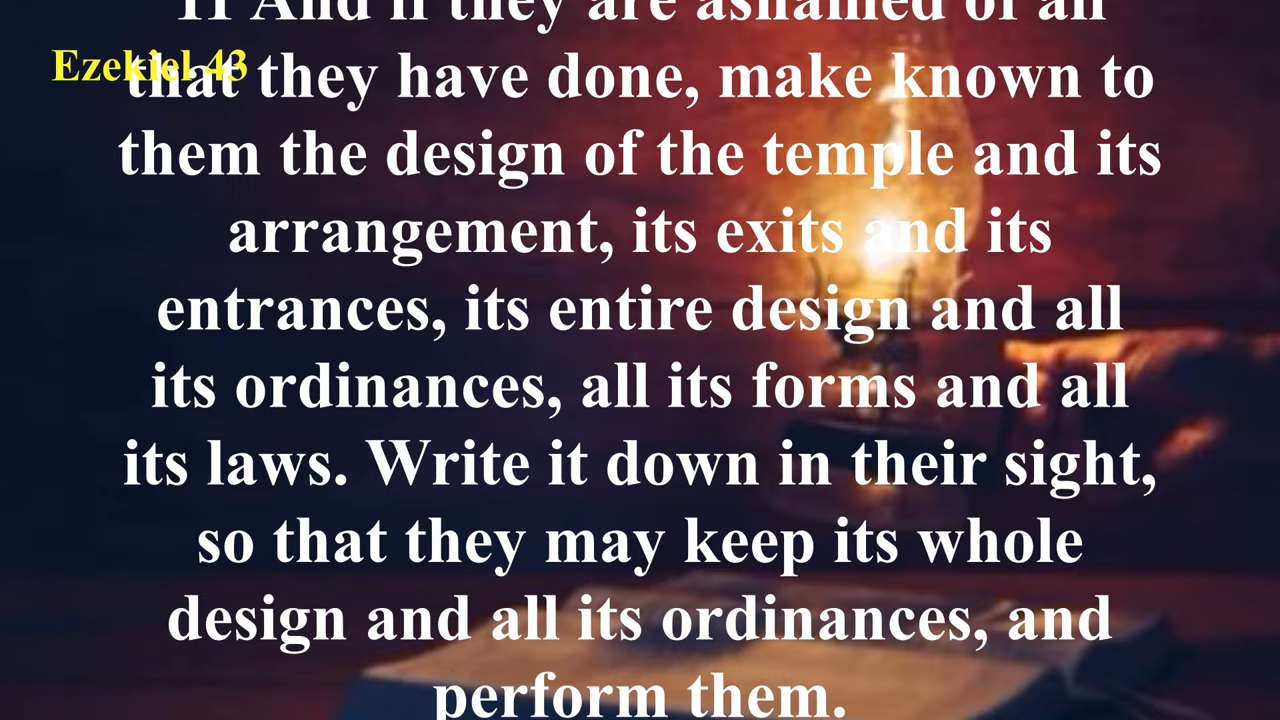 11 And if they are ashamed of all
Ezekiel 43
that they have done, make known to
them the design of the temple and its
arrangement, its exits and its
entrances, its entire design and all
its ordinances, all its forms and all
its laws. Write it down in their sight,
so that they may keep its whole
design and all its ordinances, and
perform them.